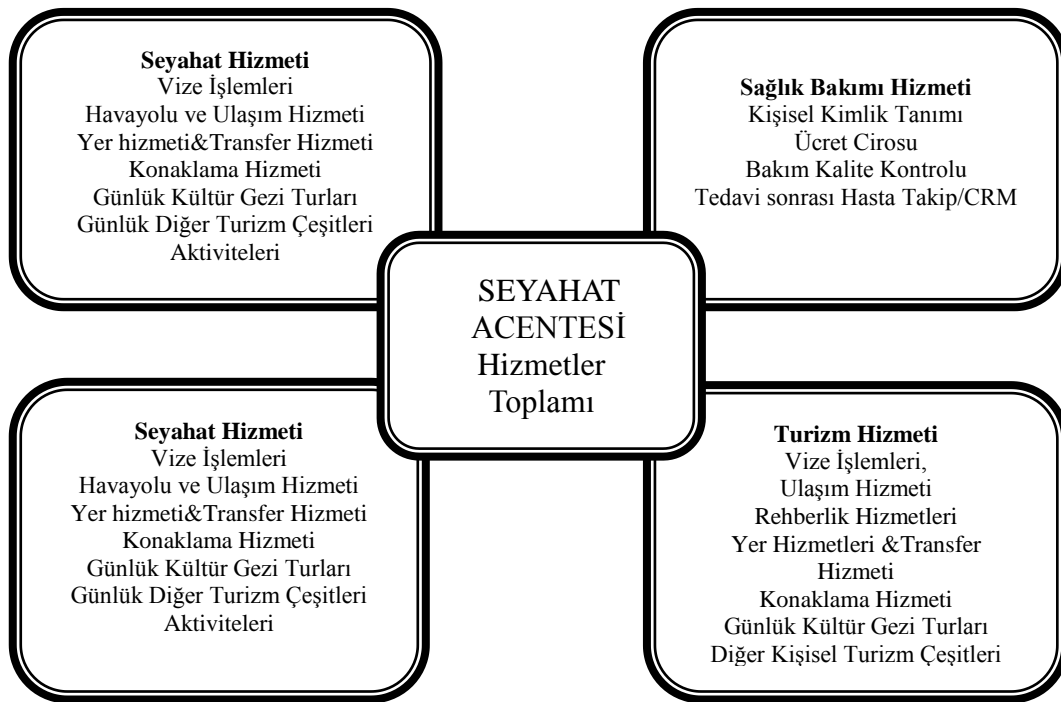 Seyahat Hizmeti
Vize İşlemleri
Havayolu ve Ulaşım Hizmeti
Yer hizmeti&Transfer Hizmeti
Konaklama Hizmeti
Günlük Kültür Gezi Turları
Günlük Diğer Turizm Çeşitleri
Aktiviteleri
Sağlık Bakımı Hizmeti
Kişisel Kimlik Tanımı
Ücret Cirosu
Bakım Kalite Kontrolu
Tedavi sonrası Hasta Takip/CRM
SEYAHAT
ACENTESİ
Hizmetler
Toplamı
Seyahat Hizmeti
Vize İşlemleri
Havayolu ve Ulaşım Hizmeti
Yer hizmeti&Transfer Hizmeti
Konaklama Hizmeti
Günlük Kültür Gezi Turları
Günlük Diğer Turizm Çeşitleri
Aktiviteleri
Turizm Hizmeti
Vize İşlemleri,
Ulaşım Hizmeti
Rehberlik Hizmetleri
Yer Hizmetleri &Transfer
Hizmeti
Konaklama Hizmeti
Günlük Kültür Gezi Turları
Diğer Kişisel Turizm Çeşitleri